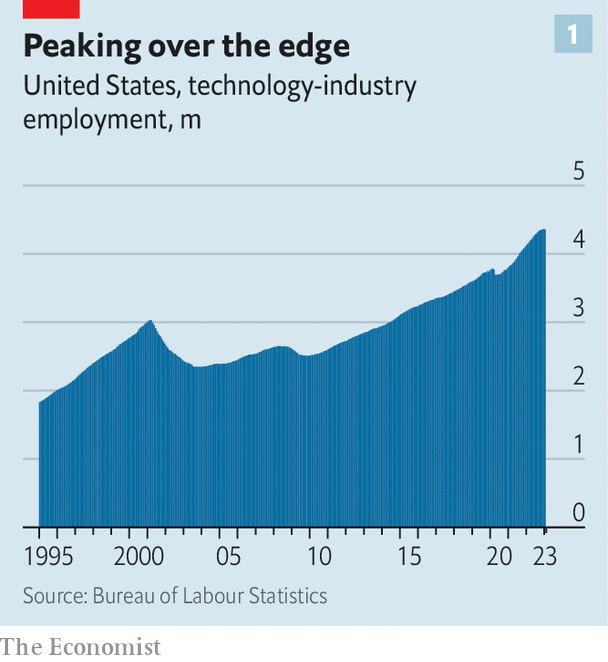 1
Peaking over the edge
United States, technology-industry
employment, m
5
4
3
2
1
0
1995 2000 05 10 15 20 23
Source: Bureau of Labour Statistics
The Economist